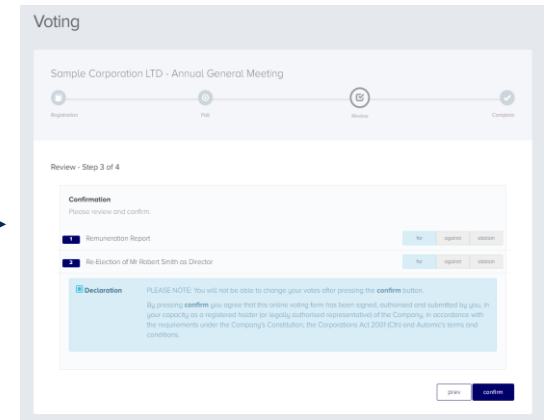 Voting
Sample Corporation LTD - Annual General Meeting
Registration Poll Review Complete
Review - Step 3 of 4
Confirmation
Please review and confirm.
1 Remuneration Report for against abstain
2 Re-Election of Mr Robert Smith as Director for against abstain
Declaration PLEASE NOTE: You will not be able to change your votes after pressing the confirm button.
By pressing confirm you agree that this online voting form has been signed, authorised and submitted by you, in
your capacity as a registered holder (or legally authorised representative) of the Company, in accordance with
the requirements under the Company's Constitution, the Corporations Act 2001 (Cth) and Automic's terms and
conditions.
prev confirm